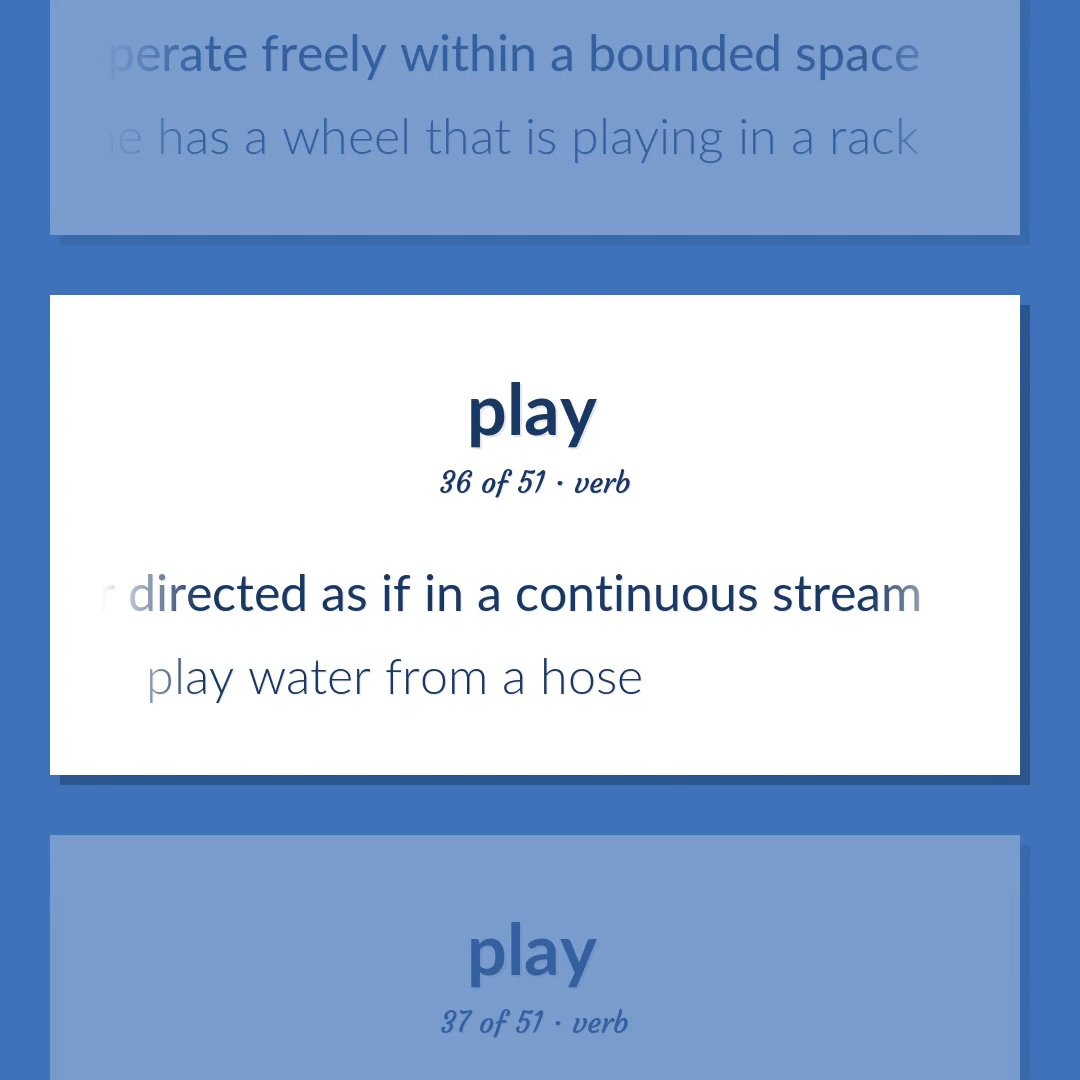 perate freely within a bounded space
he has a wheel that is playing in a rack
play
36 of 51 · verb
r directed as if in a continuous stream
play water from a hose
play
37 of 51 · verb